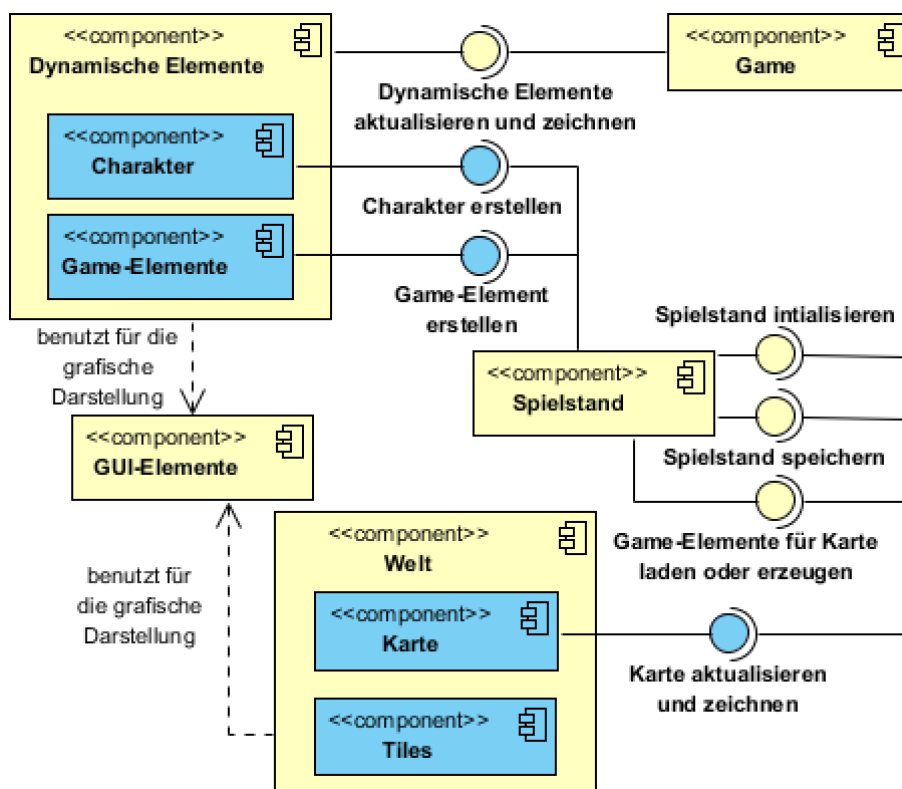 <<component>>
Dynamische Elemente
<<component>>
Charakter
<<component>>
Game-Elemente
Dynamische Elemente
aktualisieren und zeichnen
<<component>>
Game
Charakter erstellen
Game-Element
erstellen
benutzt für die
grafische
Darstellung
<<component>>
GUI-Elemente
<<component>>
Spielstand
Spielstand intialisieren
Spielstand speichern
Game-Elemente für Karte
laden oder erzeugen
benutzt für
die grafische
Darstellung
<<component>>
Welt
<<component>>
Karte
<<component>>
Tiles
Karte aktualisieren
und zeichnen